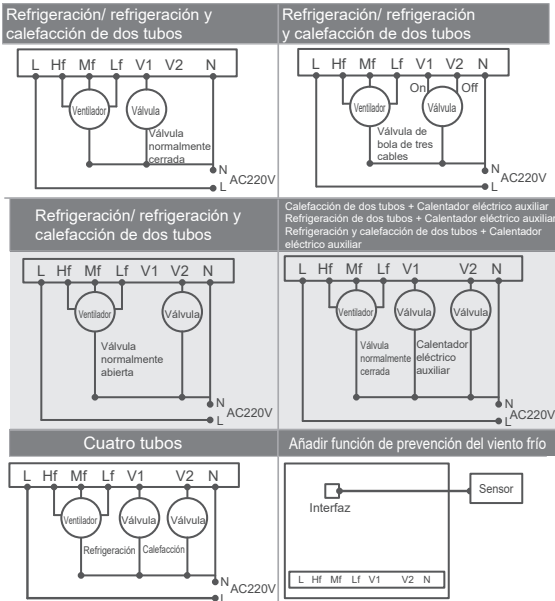 Refrigeración/ refrigeración y
calefacción de dos tubos
L Hf Mf Lf V1 V2 N
Ventilador
Válvula
Válvula
normalmente
cerrada
N
AC220V
L
Refrigeración/ refrigeración
y calefacción de dos tubos
L Hf Mf Lf V1 V2 N
On Off
Ventilador
Válvula
Válvula de
bola de tres
cables
N
AC220V
L
Refrigeración/ refrigeración y
calefacción de dos tubos
L Hf Mf Lf V1 V2 N
Ventilador
Válvula
Válvula
normalmente
abierta
N
AC220V
L
Calefacción de dos tubos + Calentador eléctrico auxiliar
Refrigeración de dos tubos + Calentador eléctrico auxiliar
Refrigeración y calefacción de dos tubos + Calentador
eléctrico auxiliar
L Hf Mf Lf V1 V2 N
Ventilador
Válvula
Válvula
Válvula
normalmente
cerrada
Calentador
eléctrico
auxiliar
N
AC220V
L
Cuatro tubos
L Hf Mf Lf V1 V2 N
Ventilador
Válvula
Válvula
Refrigeración
Calefacción
N
AC220V
L
Añadir función de prevención del viento frío
Interfaz
Sensor
L Hf Mf Lf V1 V2 N